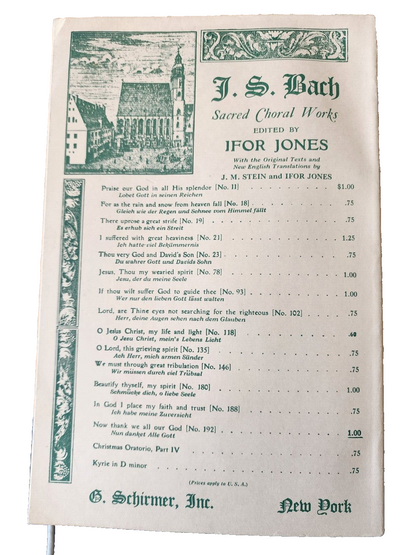 J. S. Bach
Sacred Choral Works
EDITED BY
IFOR JONES
With the Original Texts and
New English Translations by
J. M. STEIN and IFOR JONES
Praise our God in all His splendor [No. 11] $1.00
Lobet Gott in seinen Reichen
For as the rain and snow from heaven fall [No. 18] .75
Gleich wie der Regen und Schnee vom Himmel fällt
There uprose a great strife [No. 19] .75
Es erhub sich ein Streit
I suffered with great heaviness [No. 21] 1.25
Ich hatte viel Bekümmernis
Thou very God and David's Son [No. 23] .75
Du wahrer Gott und Davids Sohn
Jesus, Thou my wearied spirit [No. 78] 1.00
Jesu, der du meine Seele
If thou wilt suffer God to guide thee [No. 93] 1.00
Wer nur den lieben Gott lässt walten
Lord, are Thine eyes not searching for the righteous [No. 102] .75
Herr, deine Augen sehen nach dem Glauben
O Jesus Christ, my life and light [No. 118]
O Jesu Christ, mein's Lebens Licht
O Lord, this grieving spirit [No. 135] .75
Ach Herr, mich armen Sünder
We must through great tribulation [No. 146] .75
Wir müssen durch viel Trübsal
Beautify thyself, my spirit [No. 180] 1.00
Schmücke dich, o liebe Seele
In God I place my faith and trust [No. 188] .75
Ich habe meine Zuversicht
Now thank we all our God [No. 192] 1.00
Nun danket Alle Gott
Christmas Oratorio, Part IV .75
Kyrie in D minor .75
(Prices apply in U. S. A.)
G. Schirmer, Inc. New York